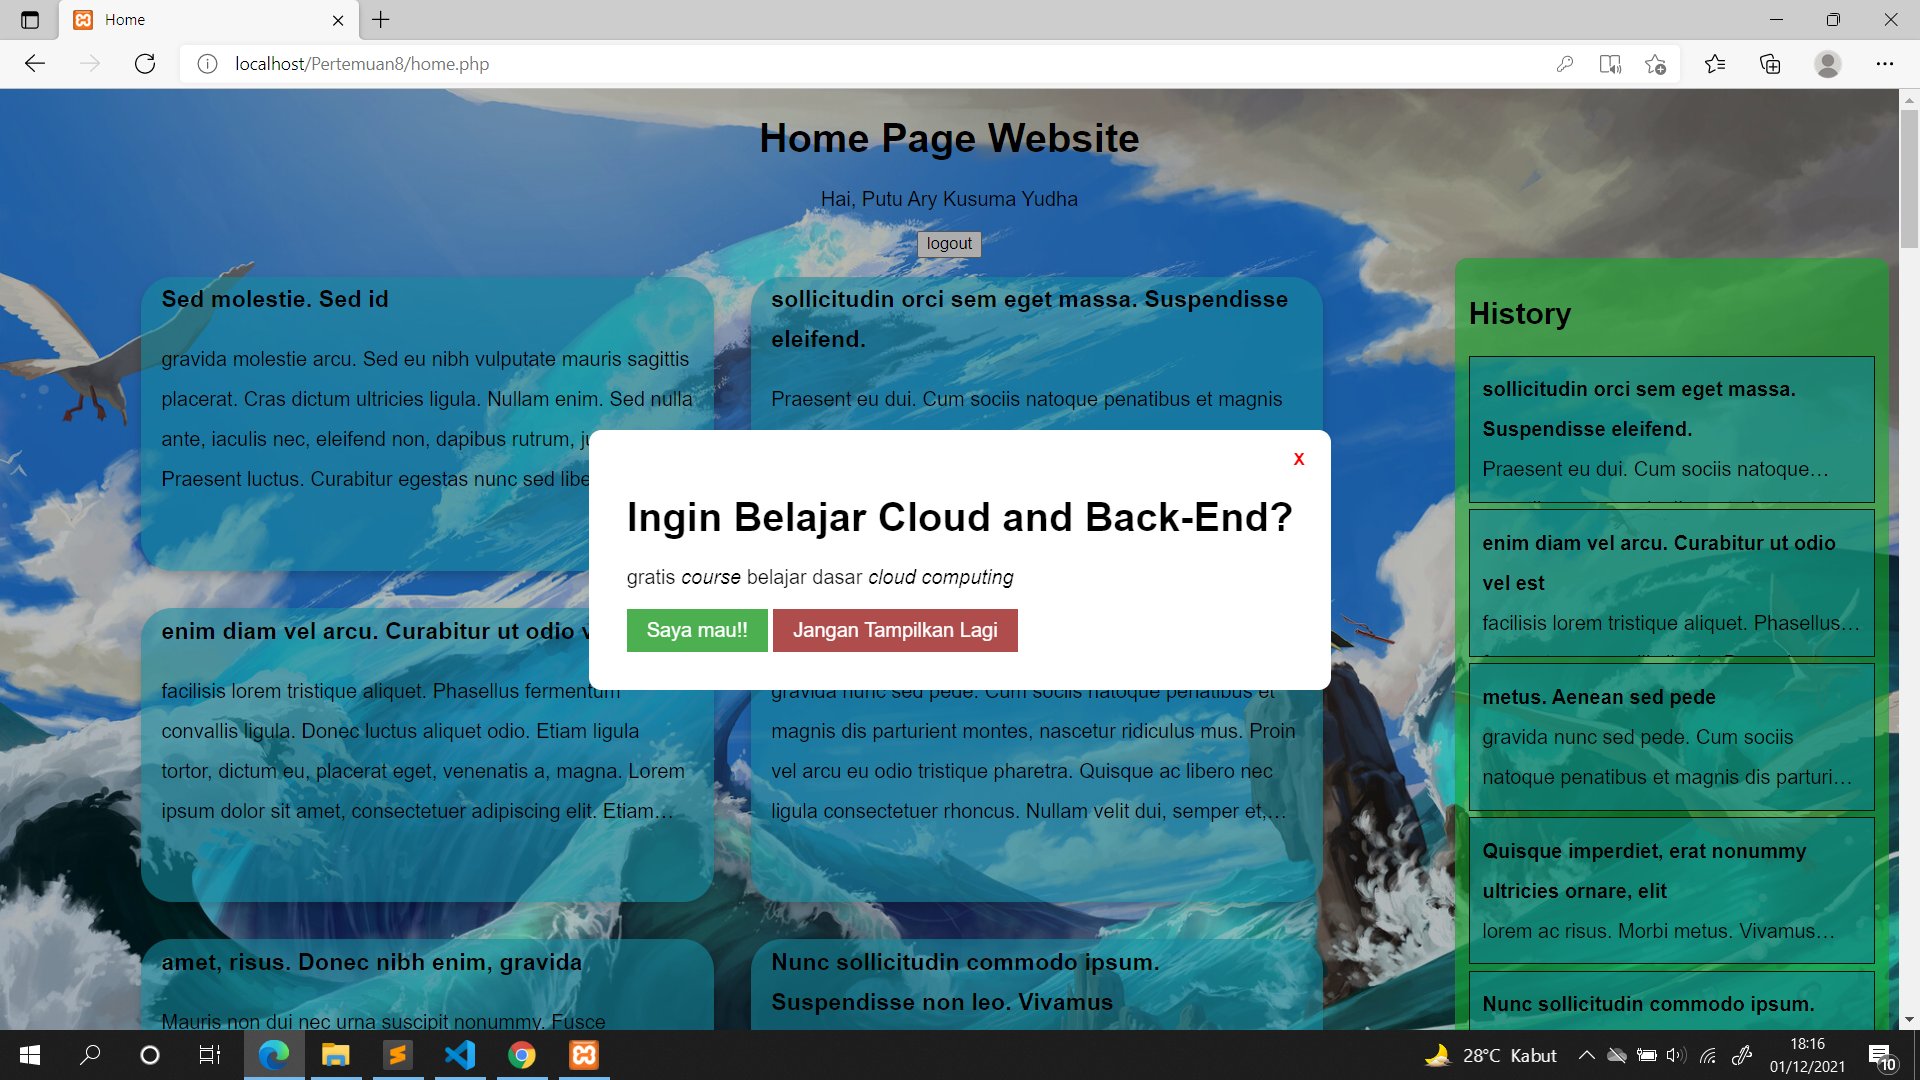 Home
localhost/Pertemuan8/home.php
Home Page Website
Hai, Putu Ary Kusuma Yudha
logout
Sed molestie. Sed id
gravida molestie arcu. Sed eu nibh vulputate mauris sagittis
placerat. Cras dictum ultricies ligula. Nullam enim. Sed nulla
ante, iaculis nec, eleifend non, dapibus rutrum,
Praesent luctus. Curabitur egestas nunc sed
sollicitudin orci sem eget massa. Suspendisse
eleifend.
Praesent eu dui. Cum sociis natoque penatibus et magnis
X
Ingin Belajar Cloud and Back-End?
gratis course belajar dasar cloud computing
Saya mau!!
Jangan Tampilkan Lagi
enim diam vel arcu. Curabitur ut odio
facilisis lorem tristique aliquet. Phasellus fermentum
convallis ligula. Donec luctus aliquet odio. Etiam ligula
tortor, dictum eu, placerat eget, venenatis a, magna. Lorem
ipsum dolor sit amet, consectetuer adipiscing elit. Etiam...
gravida nunc sed pede. Cum sociis natoque penatibus et
magnis dis parturient montes, nascetur ridiculus mus. Proin
vel arcu eu odio tristique pharetra. Quisque ac libero nec
ligula consectetuer rhoncus. Nullam velit dui, semper et,...
amet, risus. Donec nibh enim, gravida
Mauris non dui nec urna suscipit nonummy. Fusce
Nunc sollicitudin commodo ipsum.
Suspendisse non leo. Vivamus
History
sollicitudin orci sem eget massa.
Suspendisse eleifend.
Praesent eu dui. Cum sociis natoque...
enim diam vel arcu. Curabitur ut odio
vel est
facilisis lorem tristique aliquet. Phasellus...
metus. Aenean sed pede
gravida nunc sed pede. Cum sociis
natoque penatibus et magnis dis parturi...
Quisque imperdiet, erat nonummy
ultricies ornare, elit
lorem ac risus. Morbi metus. Vivamus...
Nunc sollicitudin commodo ipsum.
28°C Kabut
18:16
01/12/2021
10